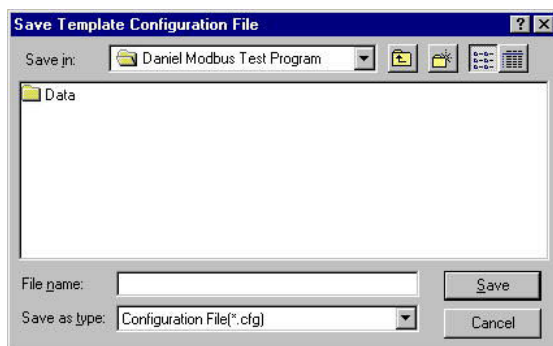 Save Template Configuration File
Save in: Daniel Modbus Test Program
Data
File name:
Save
Save as type: Configuration File(*.cfg)
Cancel